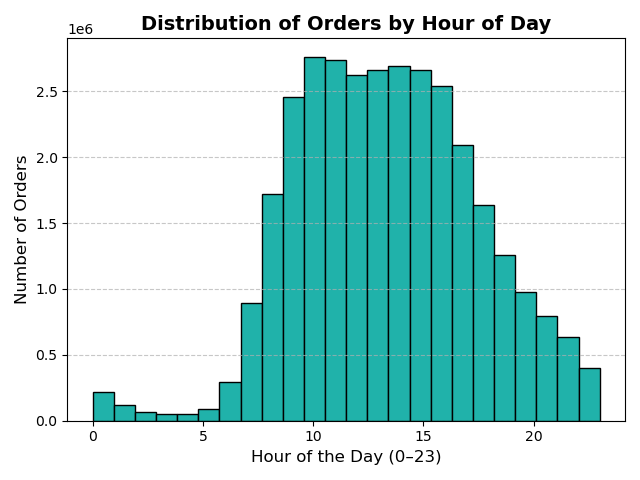 Distribution of Orders by Hour of Day
1e6
2.5
2.0
1.5
1.0
0.5
0.0
Number of Orders
0 5 10 15 20
Hour of the Day (0–23)